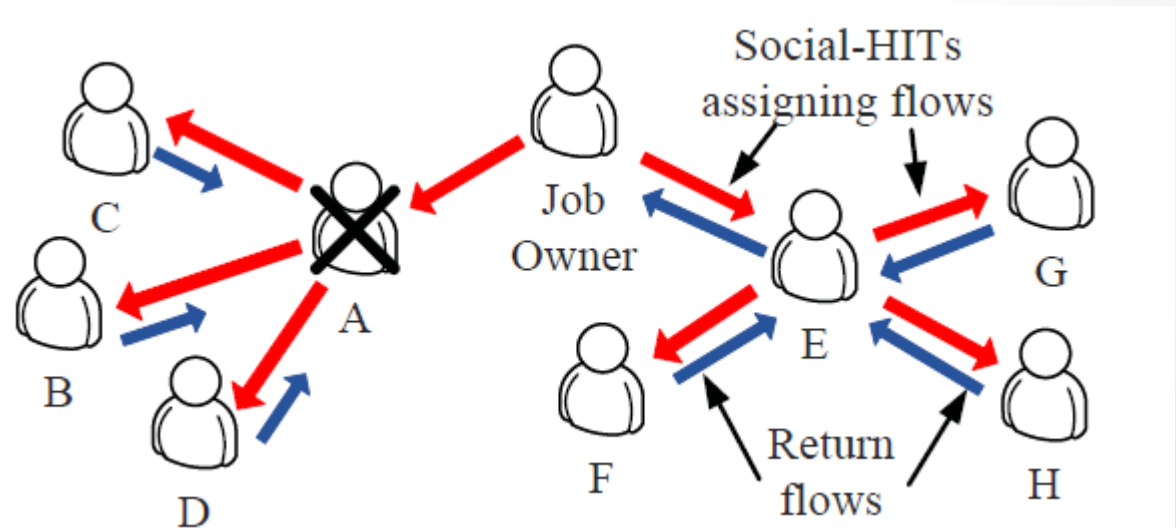 Social-HITs
assigning flows
C
Job
Owner
G
A
E
B
F
Return
flows
H
D